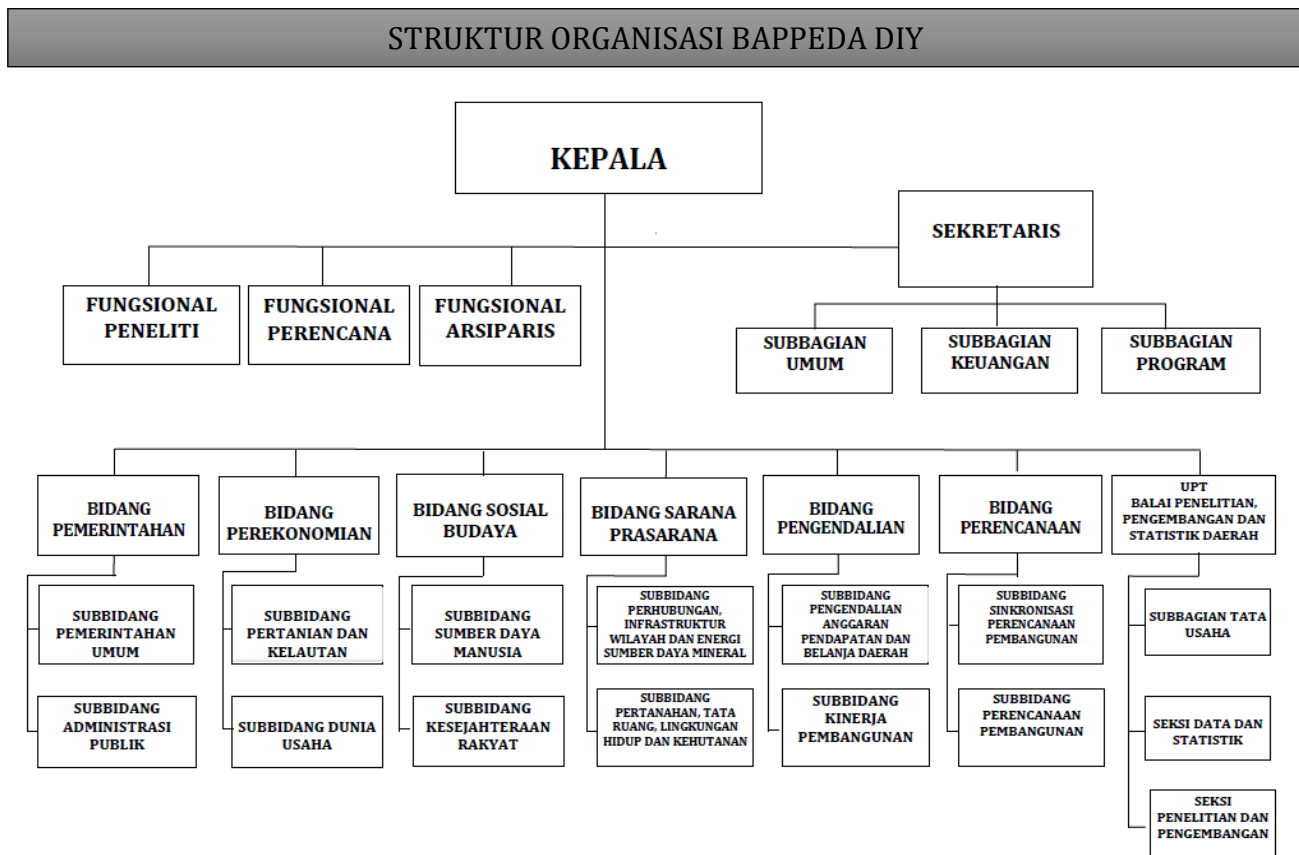 STRUKTUR ORGANISASI BAPPEDA DIY
KEPALA
SEKRETARIS
FUNGSIONAL
PENELITI
FUNGSIONAL
PERENCANA
FUNGSIONAL
ARSIPARIS
SUBBAGIAN
UMUM
SUBBAGIAN
KEUANGAN
SUBBAGIAN
PROGRAM
BIDANG
PEMERINTAHAN
BIDANG
PEREKONOMIAN
BIDANG SOSIAL
BUDAYA
BIDANG SARANA
PRASARANA
BIDANG
PENGENDALIAN
BIDANG
PERENCANAAN
UPT
BALAI PENELITIAN,
PENGEMBANGAN DAN
STATISTIK DAERAH
SUBBIDANG
PEMERINTAHAN
UMUM
SUBBIDANG
PERTANIAN DAN
KELAUTAN
SUBBIDANG
SUMBER DAYA
MANUSIA
SUBBIDANG
PERHUBUNGAN,
INFRASTRUKTUR
WILAYAH DAN ENERGI
SUMBER DAYA MINERAL
SUBBIDANG
PENGENDALIAN
ANGGARAN
PENDAPATAN DAN
BELANJA DAERAH
SUBBIDANG
SINKRONISASI
PERENCANAAN
PEMBANGUNAN
SUBBAGIAN TATA
USAHA
SUBBIDANG
ADMINISTRASI
PUBLIK
SUBBIDANG DUNIA
USAHA
SUBBIDANG
KESEJAHTERAAN
RAKYAT
SUBBIDANG
PERTANAHAN, TATA
RUANG, LINGKUNGAN
HIDUP DAN KEHUTANAN
SUBBIDANG
KINERJA
PEMBANGUNAN
SUBBIDANG
PERENCANAAN
PEMBANGUNAN
SEKSI DATA DAN
STATISTIK
SEKSI
PENELITIAN DAN
PENGEMBANGAN